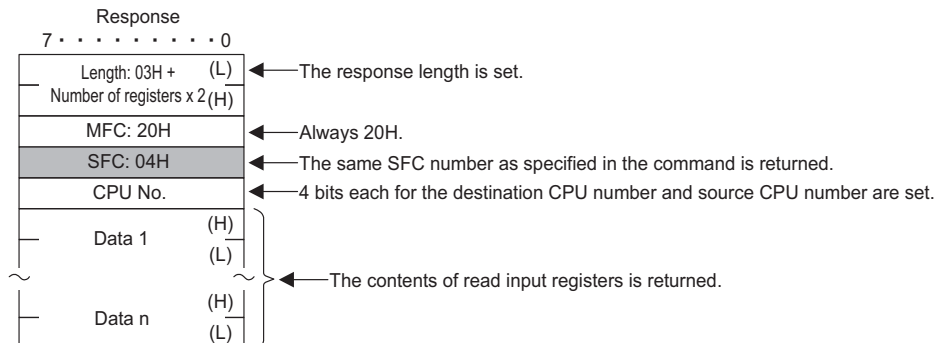 Response
7 · · · · · · · · · 0
Length: 03H + (L)
Number of registers x 2 (H)
The response length is set.
MFC: 20H
Always 20H.
SFC: 04H
The same SFC number as specified in the command is returned.
CPU No.
4 bits each for the destination CPU number and source CPU number are set.
(H)
Data 1
(L)
The contents of read input registers is returned.
(H)
Data n
(L)